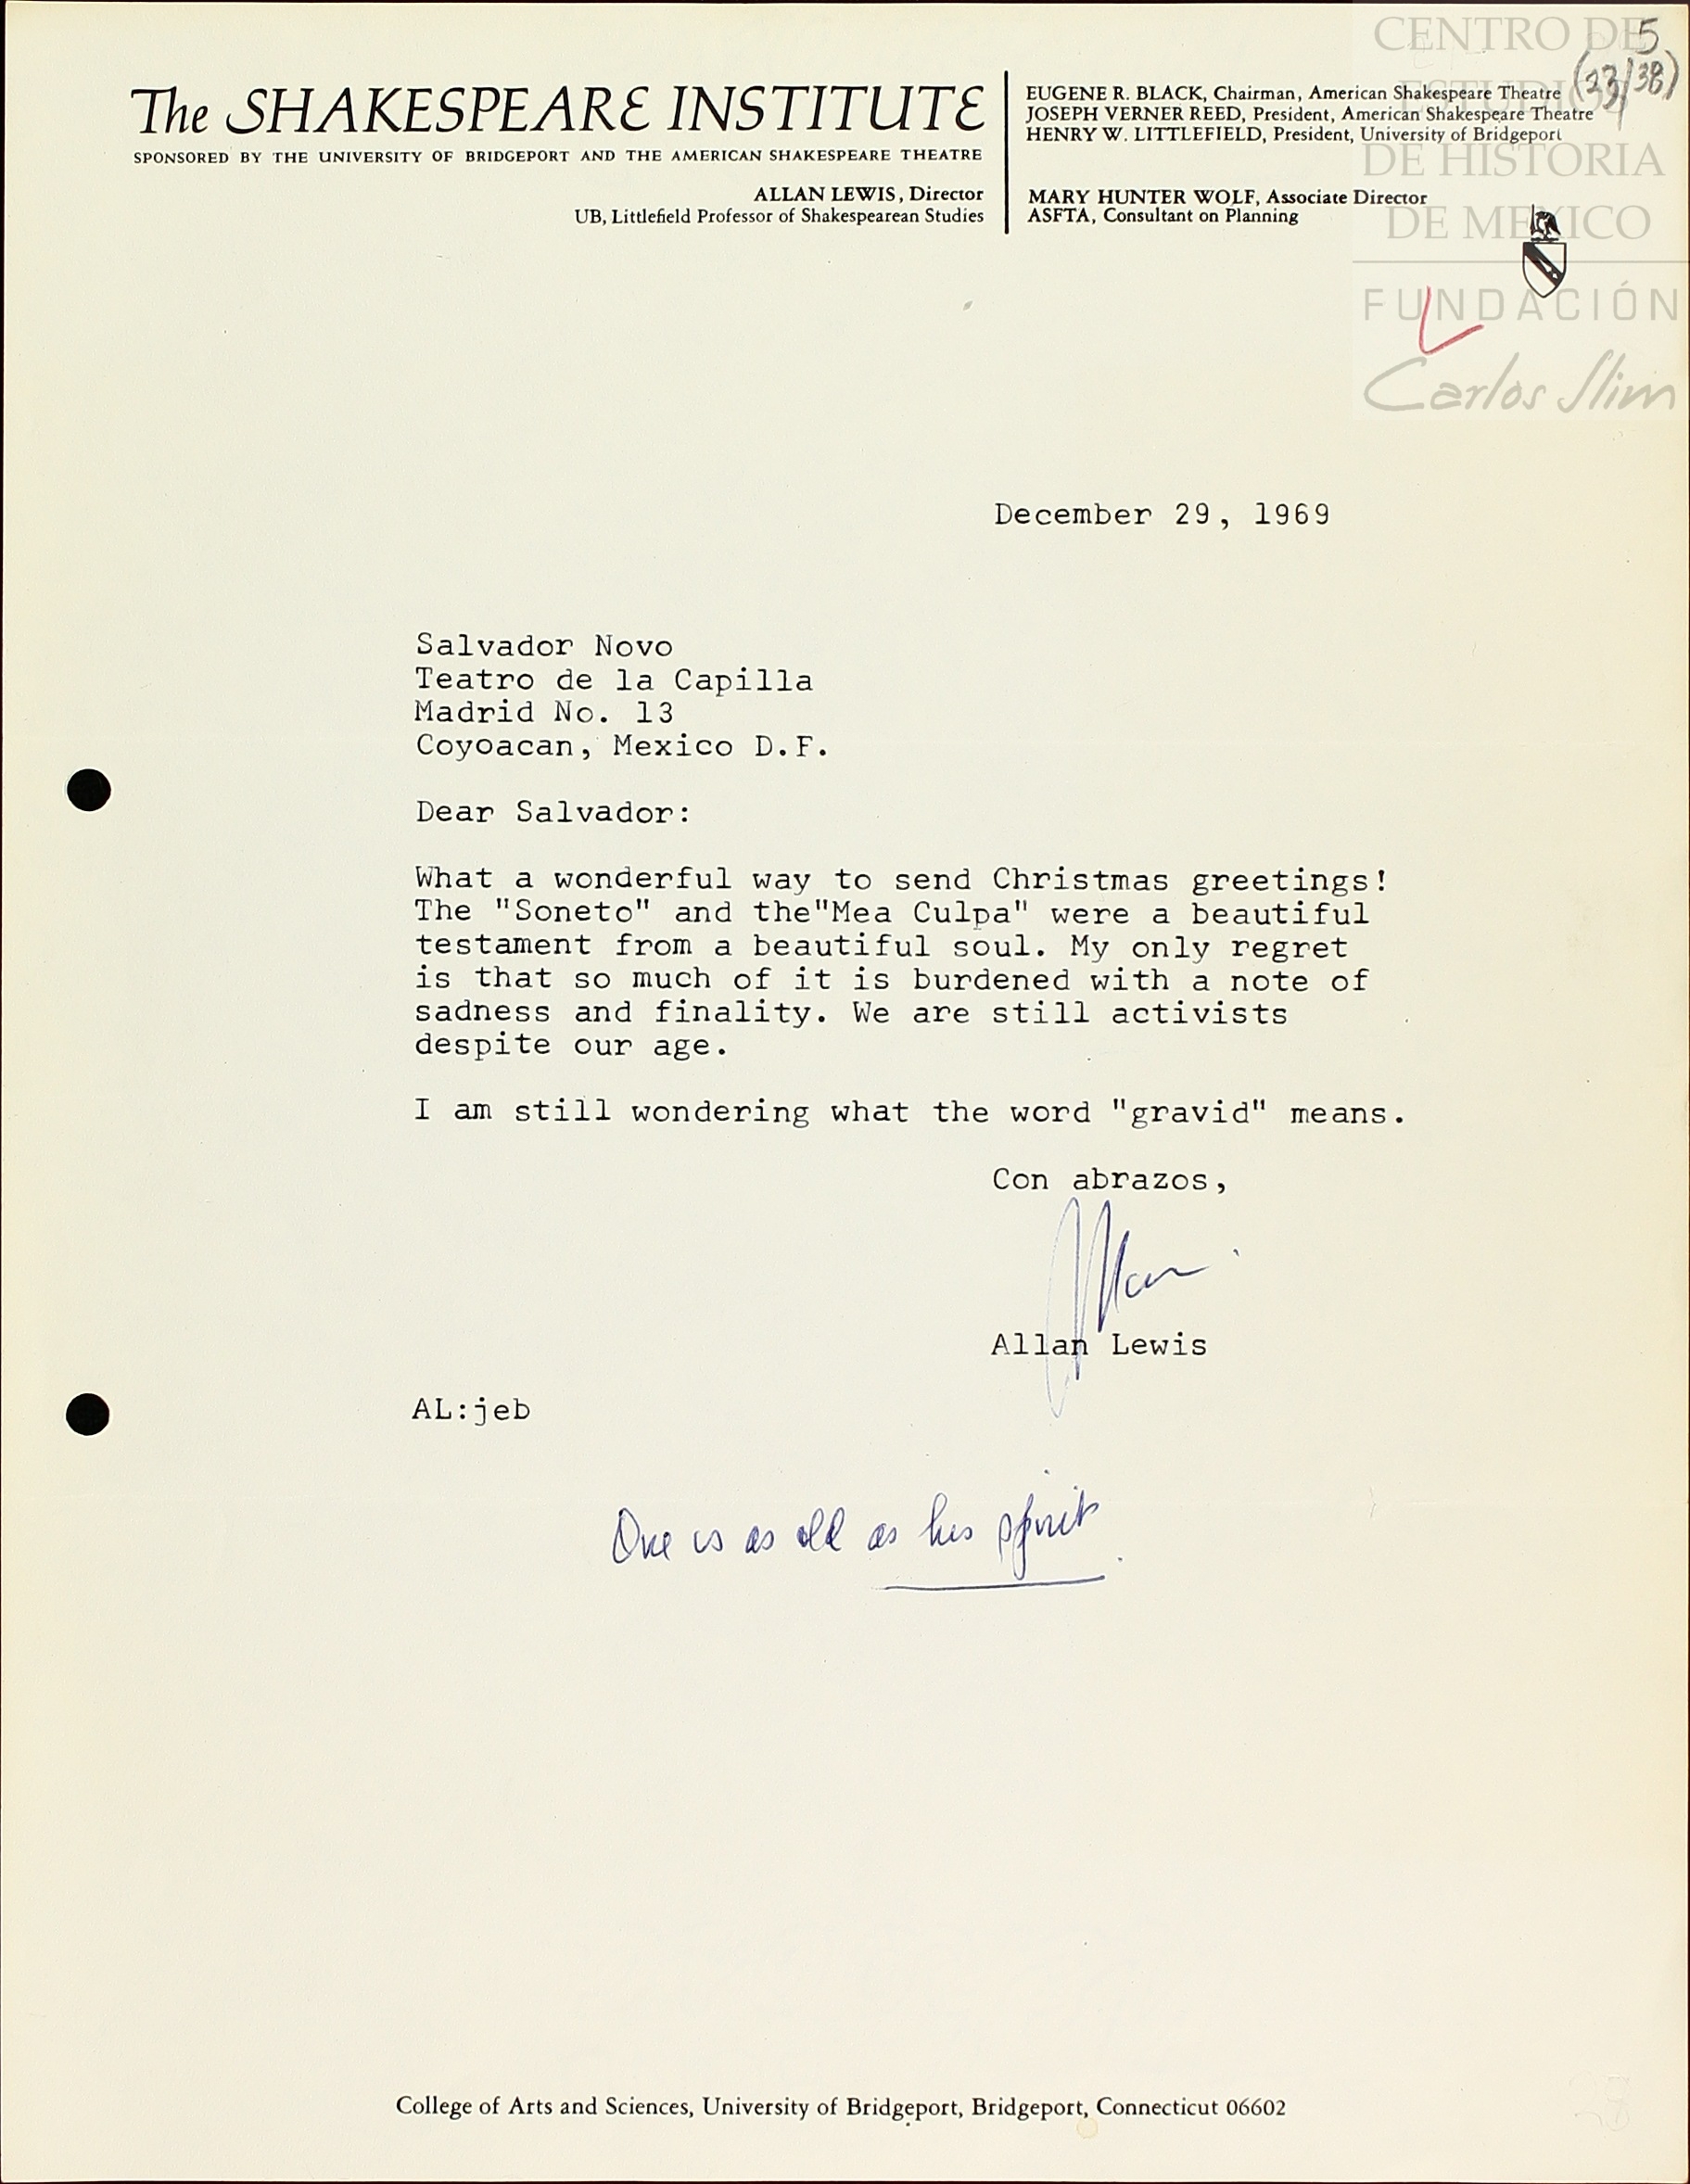 CENTRO DE
ESTUDIOS
DE HISTORIA
DE MEXICO
FUNDACIÓN
Carlos Slim
5
(23/38)
The SHAKESPEARE INSTITUTE
SPONSORED BY THE UNIVERSITY OF BRIDGEPORT AND THE AMERICAN SHAKESPEARE THEATRE
ALLAN LEWIS, Director
UB, Littlefield Professor of Shakespearean Studies
EUGENE R. BLACK, Chairman, American Shakespeare Theatre
JOSEPH VERNER REED, President, American Shakespeare Theatre
HENRY W. LITTLEFIELD, President, University of Bridgeport
MARY HUNTER WOLF, Associate Director
ASFTA, Consultant on Planning
December 29, 1969
Salvador Novo
Teatro de la Capilla
Madrid No. 13
Coyoacan, Mexico D.F.
Dear Salvador:
What a wonderful way to send Christmas greetings!
The "Soneto" and the"Mea Culpa" were a beautiful
testament from a beautiful soul. My only regret
is that so much of it is burdened with a note of
sadness and finality. We are still activists
despite our age.
I am still wondering what the word "gravid" means.
Con abrazos,
Allan
Allan Lewis
AL:jeb
One is as old as his spirit.
College of Arts and Sciences, University of Bridgeport, Bridgeport, Connecticut 06602